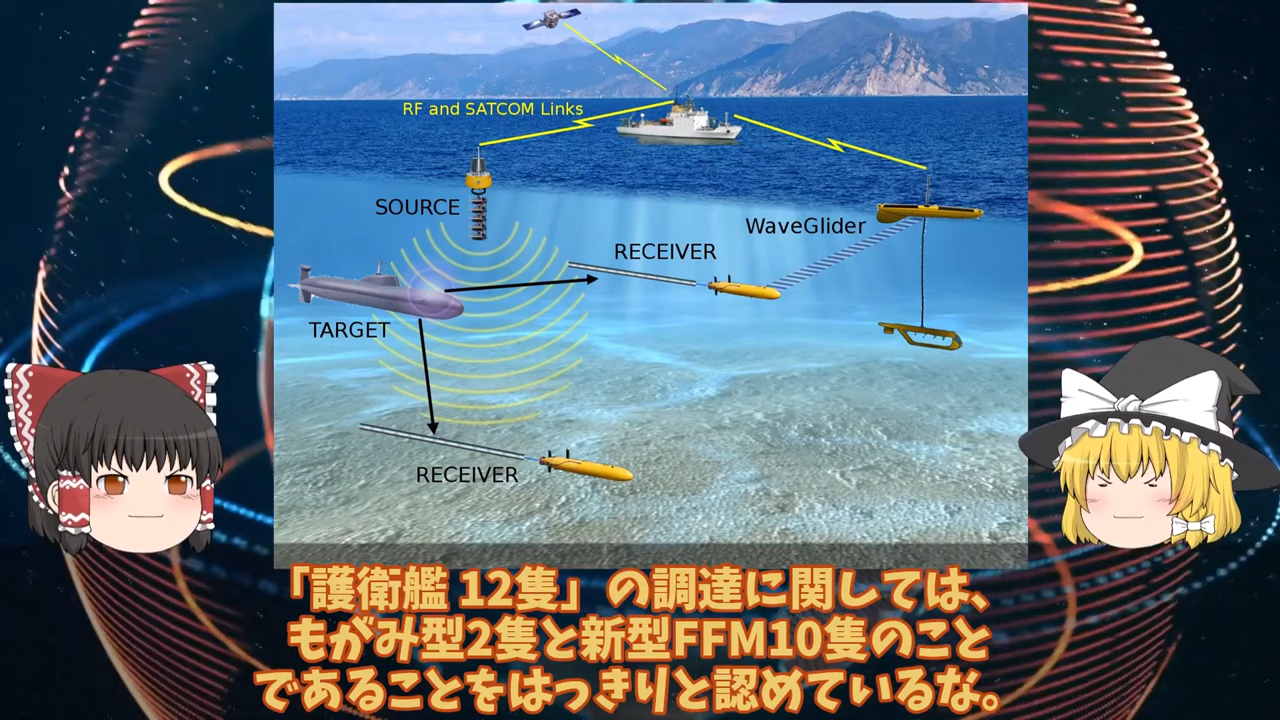 RF and SATCOM Links
SOURCE
WaveGlider
RECEIVER
TARGET
RECEIVER
「護衛艦 12隻」の調達に関しては、
もがみ型2隻と新型FFM10隻のこと
であることをはっきりと認めているな。